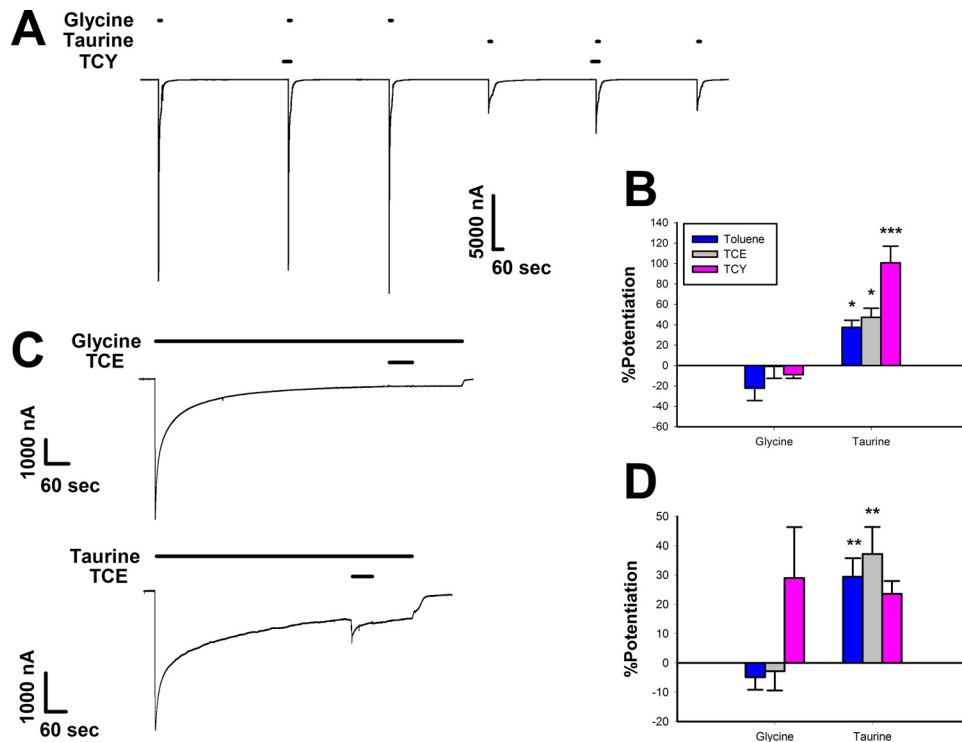 A
Glycine
Taurine
TCY
5000 nA
60 sec
B
140
120
100
80
60
40
20
0
-20
-40
-60
%Potentiation
Toluene
TCE
TCY
*
*
***
Glycine
Taurine
C
Glycine
TCE
1000 nA
60 sec
Taurine
TCE
1000 nA
60 sec
D
50
40
30
20
10
0
-10
-20
%Potentiation
**
**
Glycine
Taurine